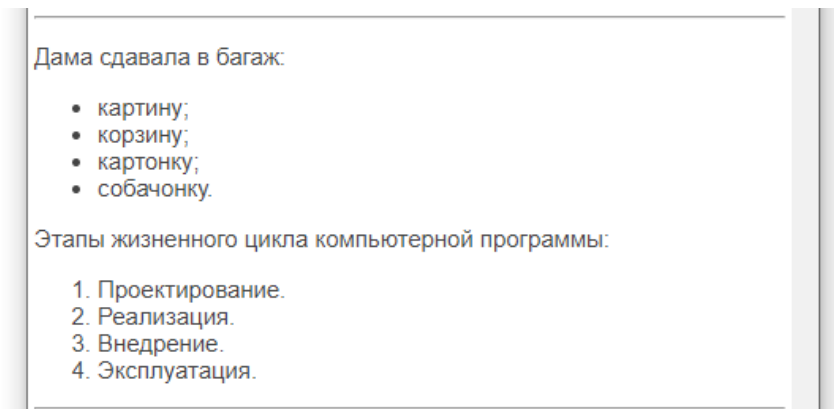 Дама сдавала в багаж:
• картину;
• корзину;
• картонку;
• собачонку.
Этапы жизненного цикла компьютерной программы:
1. Проектирование.
2. Реализация.
3. Внедрение.
4. Эксплуатация.